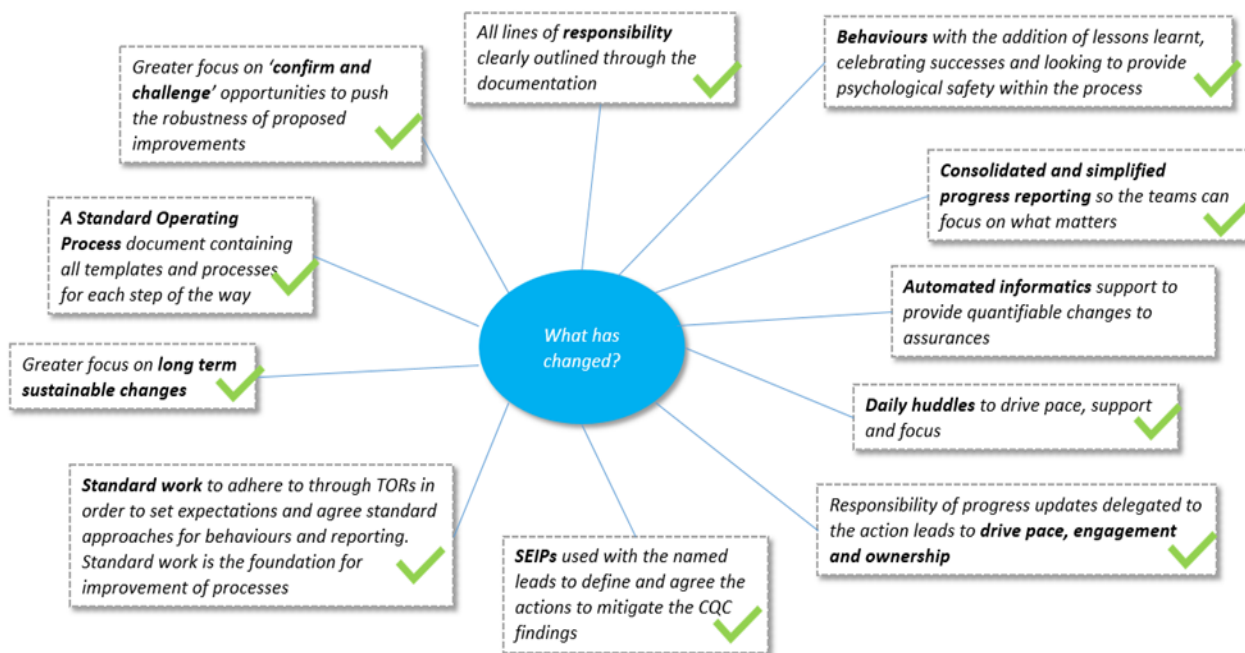 All lines of responsibility
clearly outlined through the
documentation
Behaviours with the addition of lessons learnt,
celebrating successes and looking to provide
psychological safety within the process
Greater focus on ‘confirm and
challenge’ opportunities to push
the robustness of proposed
improvements
Consolidated and simplified
progress reporting so the teams can
focus on what matters
A Standard Operating
Process document containing
all templates and processes
for each step of the way
Automated informatics support to
provide quantifiable changes to
assurances
What has
changed?
Greater focus on long term
sustainable changes
Daily huddles to drive pace, support
and focus
Standard work to adhere to through TORs in
order to set expectations and agree standard
approaches for behaviours and reporting.
Standard work is the foundation for
improvement of processes
Responsibility of progress updates delegated to
the action leads to drive pace, engagement
and ownership
SEIPs used with the named
leads to define and agree the
actions to mitigate the CQC
findings